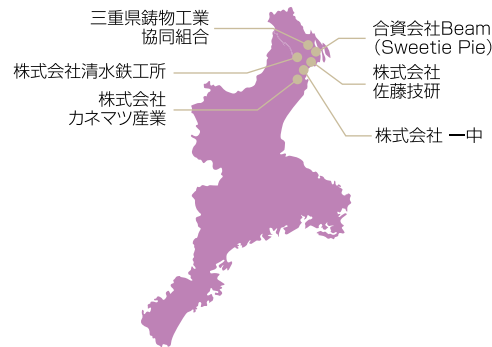 三重県鋳物工業
協同組合
合資会社Beam
（Sweetie Pie）
株式会社清水鉄工所
株式会社
佐藤技研
株式会社
カネマツ産業
株式会社 一中